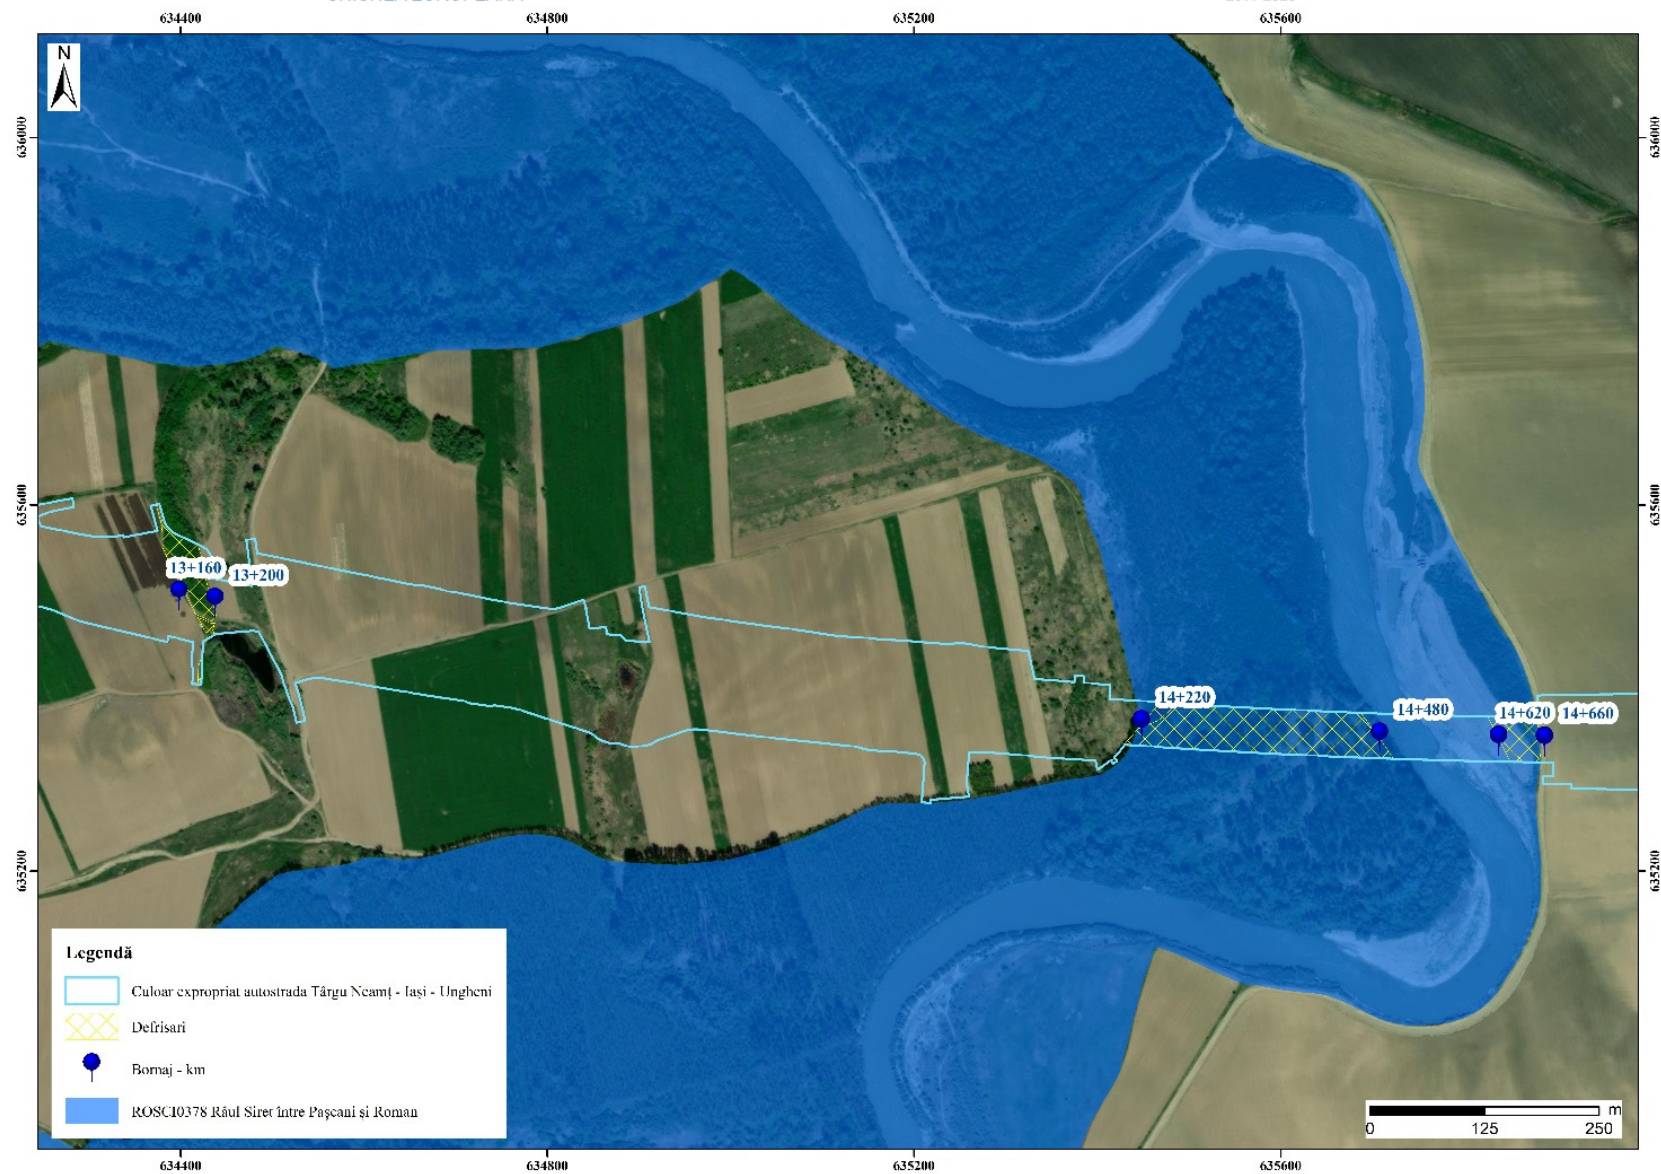 634400 634800 635200 635600
N
636000 636000
635600 635600
13+160 13+200
14+220 14+480 14+620 14+660
635200 635200
Legendă
Culoar expropriat autostrada Târgu Neamț - Iași - Ungheni
Defrisari
Bornaj - km
ROSCI0378 Râul Siret între Pașcani și Roman
m
0 125 250
634400 634800 635200 635600